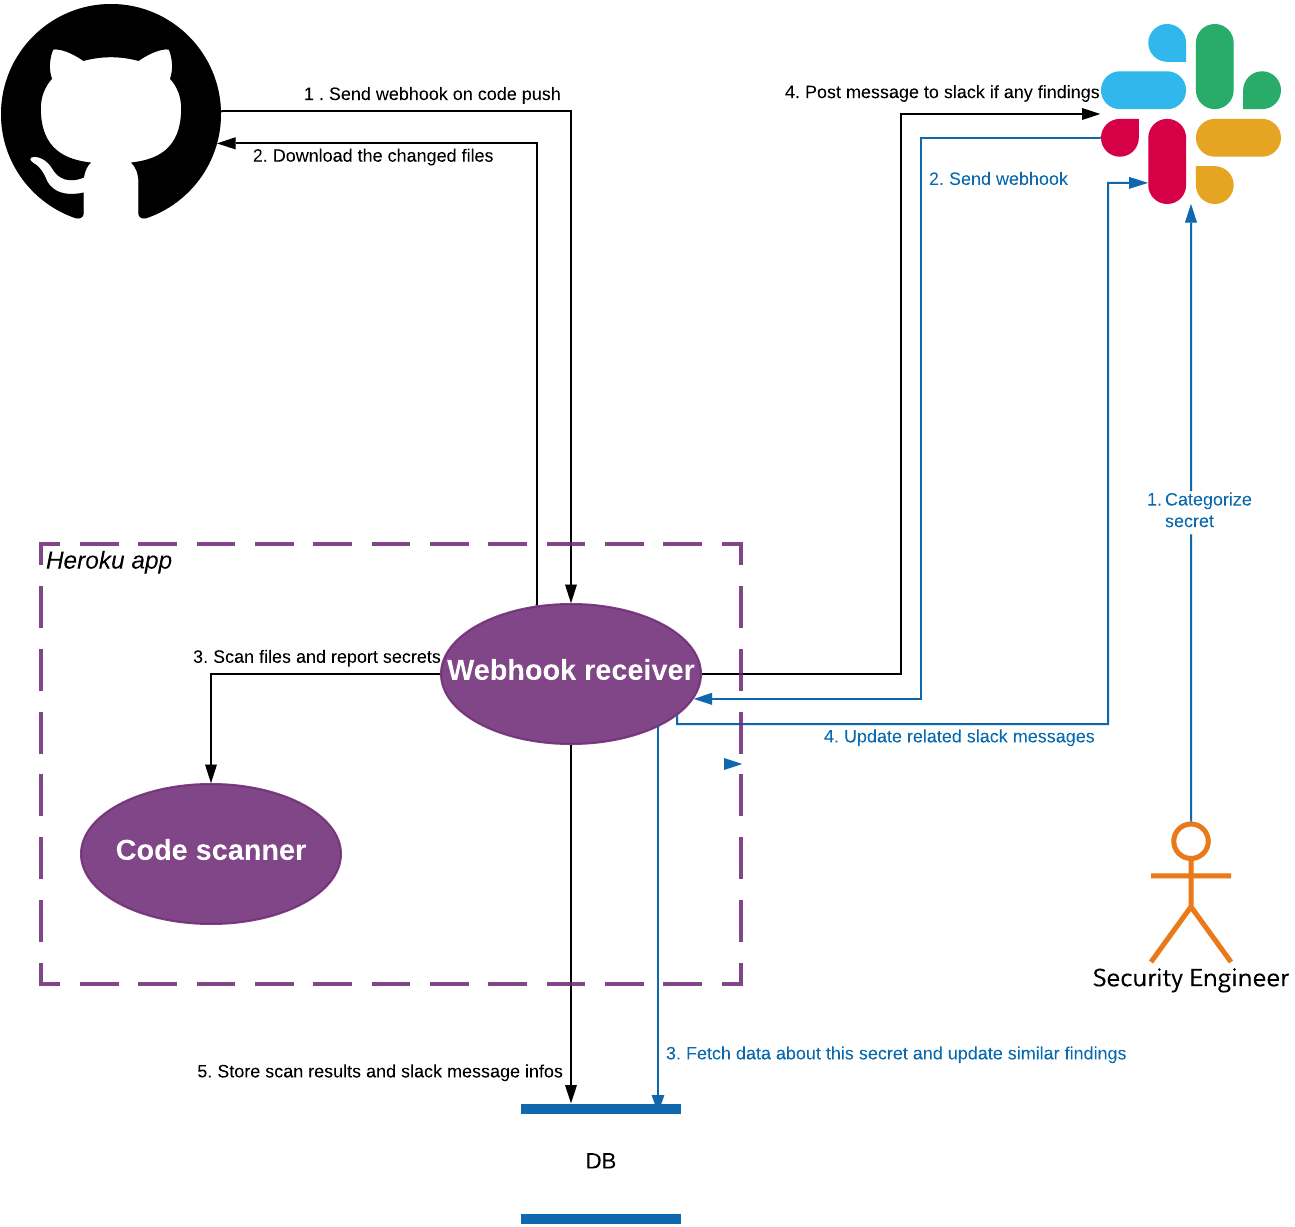 1 . Send webhook on code push
4. Post message to slack if any findings
2. Download the changed files
2. Send webhook
1. Categorize
secret
Heroku app
3. Scan files and report secrets
Webhook receiver
4. Update related slack messages
Code scanner
Security Engineer
3. Fetch data about this secret and update similar findings
5. Store scan results and slack message infos
DB